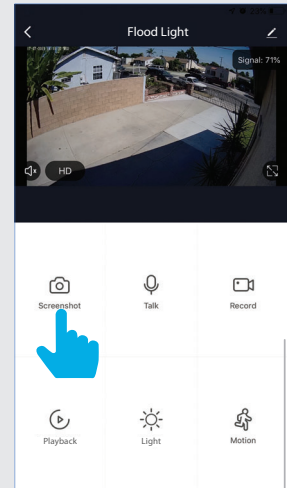 Flood Light
Signal: 71%
HD
Screenshot
Talk
Record
Playback
Light
Motion